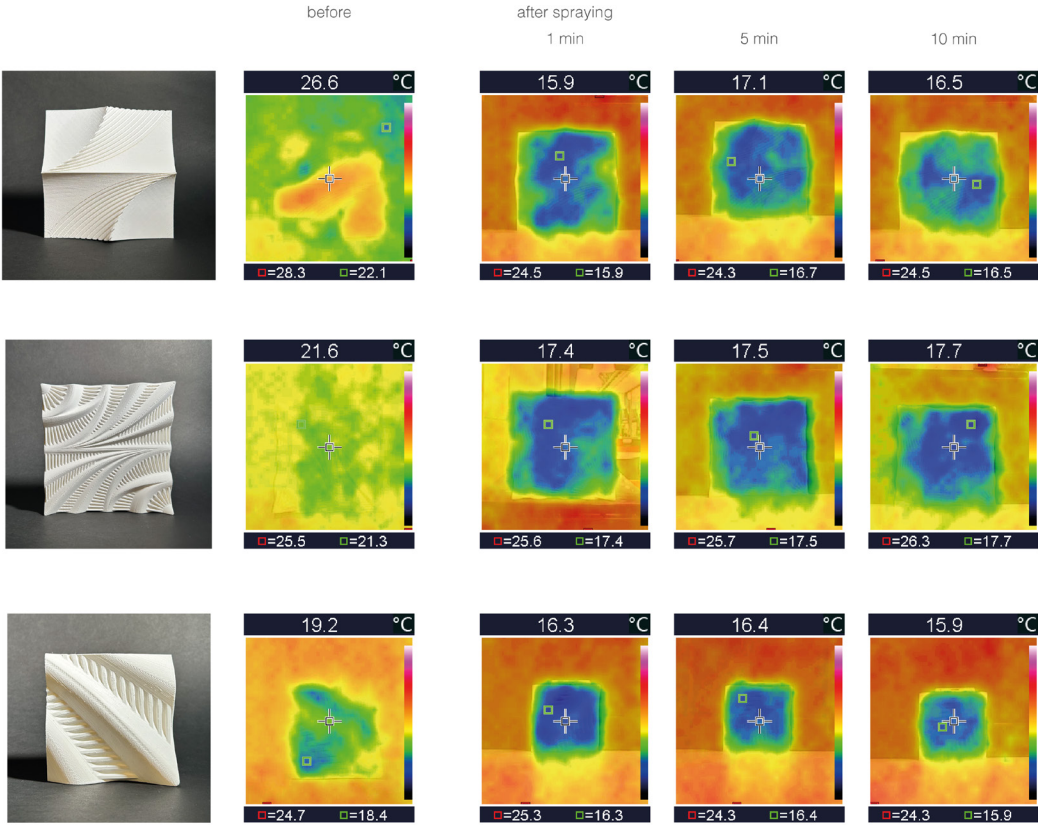 before after spraying
1 min 5 min 10 min
26.6 °C 15.9 °C 17.1 °C 16.5 °C
=28.3 =22.1 =24.5 =15.9 =24.3 =16.7 =24.5 =16.5
21.6 °C 17.4 °C 17.5 °C 17.7 °C
=25.5 =21.3 =25.6 =17.4 =25.7 =17.5 =26.3 =17.7
19.2 °C 16.3 °C 16.4 °C 15.9 °C
=24.7 =18.4 =25.3 =16.3 =24.3 =16.4 =24.3 =15.9